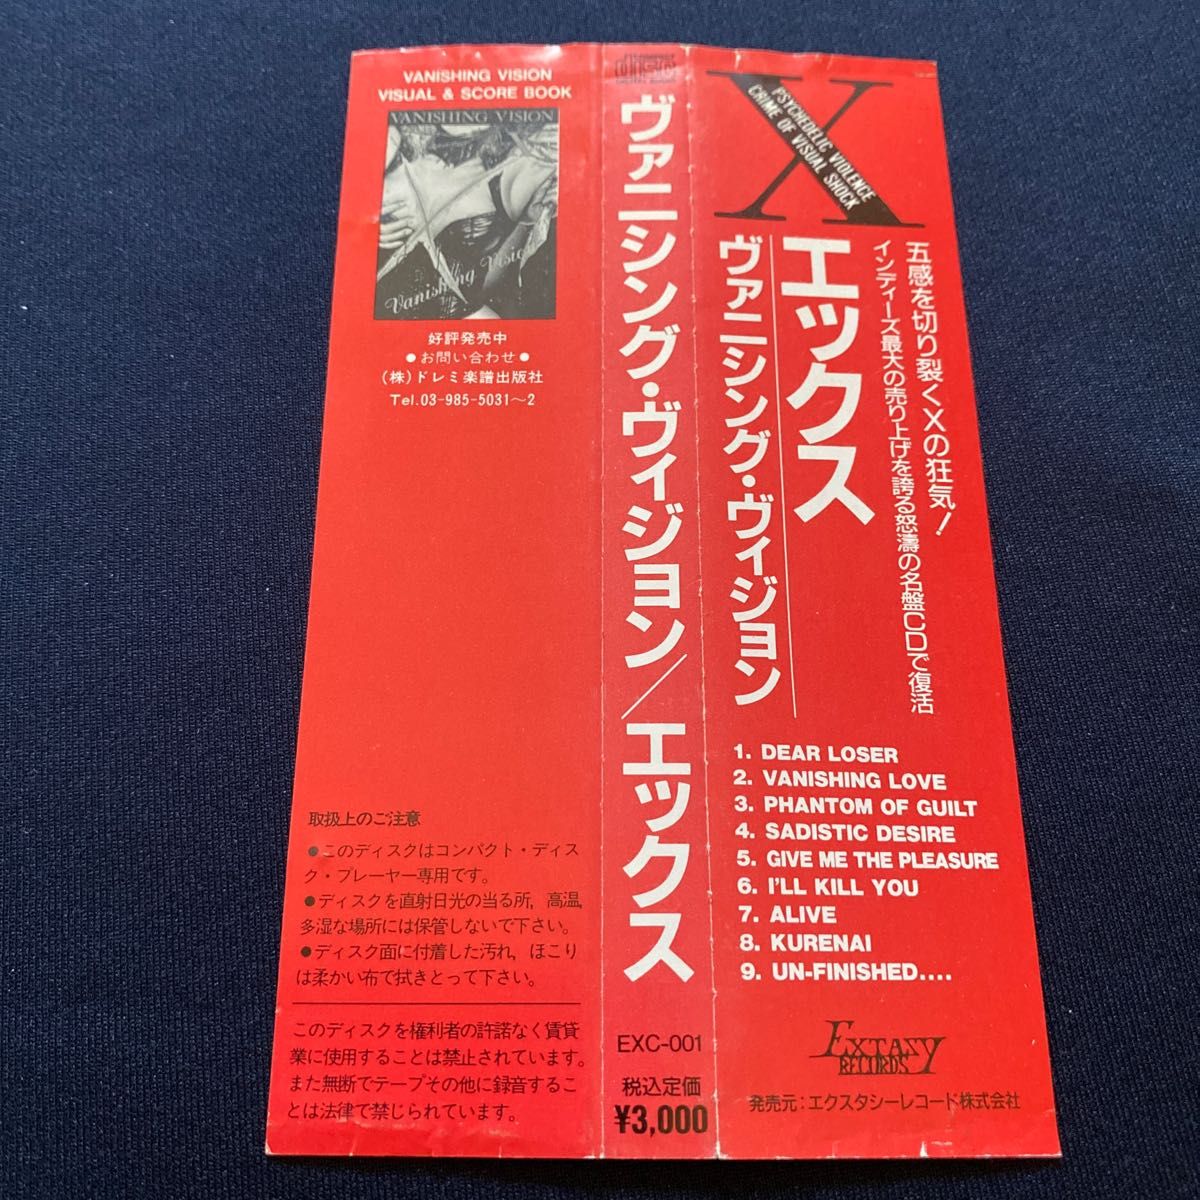 VANISHING VISION
VISUAL & SCORE BOOK
VANISHING VISION
Vanishing Vision
好評発売中
●お問い合わせ●
(株)ドレミ楽譜出版社
Tel.03-985-5031〜2
取扱上のご注意
●このディスクはコンパクト・ディス
ク・プレーヤー専用です。
●ディスクを直射日光の当る所，高温，
多湿な場所には保管しないで下さい。
●ディスク面に付着した汚れ，ほこり
は柔かい布で拭きとって下さい。
このディスクを権利者の許諾なく賃貸
業に使用することは禁止されています。
また無断でテープその他に録音するこ
とは法律で禁じられています。
disc
ヴァニシング・ヴィジョン／エックス
EXC-001
税込定価
¥3,000
X
PSYCHEDELIC VIOLENCE
CRIME OF VISUAL SHOCK
五感を切り裂くXの狂気！
インディーズ最大の売り上げを誇る怒濤の名盤CDで復活
エックス
ヴァニシング・ヴィジョン
1. DEAR LOSER
2. VANISHING LOVE
3. PHANTOM OF GUILT
4. SADISTIC DESIRE
5. GIVE ME THE PLEASURE
6. I'LL KILL YOU
7. ALIVE
8. KURENAI
9. UN-FINISHED....
EXTASY
RECORDS
発売元：エクスタシーレコード株式会社